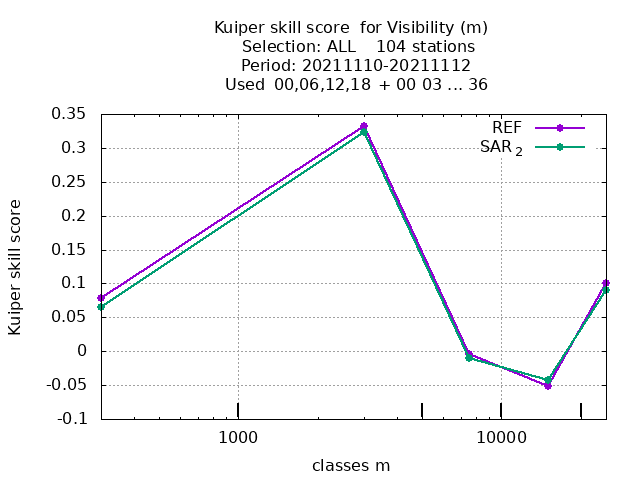 Kuiper skill score  for Visibility (m)
Selection: ALL    104 stations
Period: 20211110-20211112
Used  00,06,12,18 + 00 03 ... 36
0.35
REF
SAR 2
0.3
0.25
0.2
0.15
0.1
0.05
0
-0.05
-0.1
Kuiper skill score
1000
10000
classes m